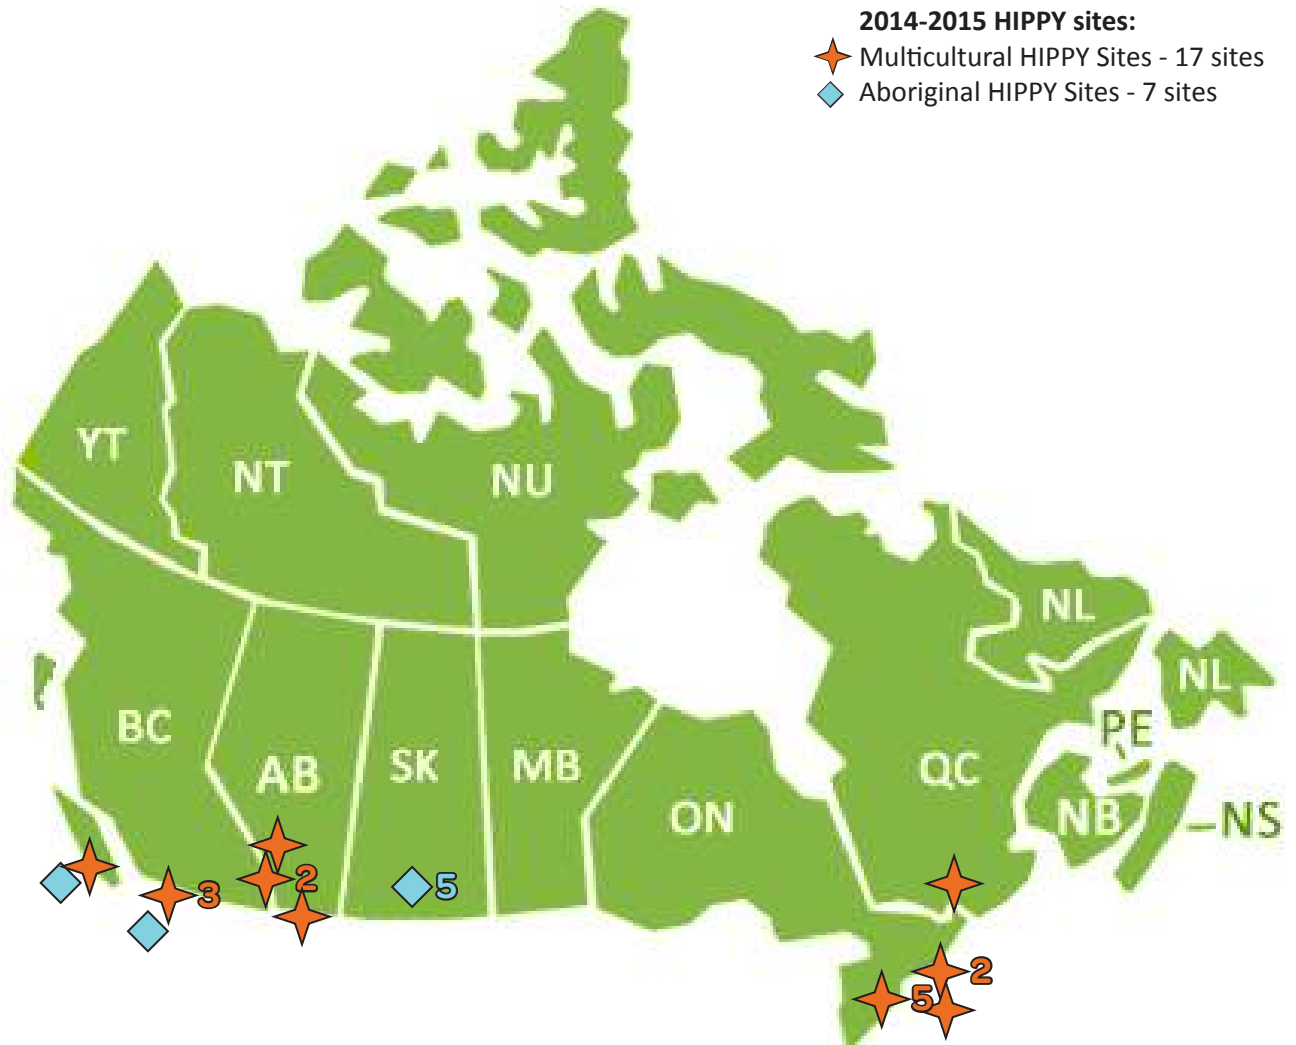 2014-2015 HIPPY sites:
Multicultural HIPPY Sites - 17 sites
Aboriginal HIPPY Sites - 7 sites
YT
NT
NU
NL
NL
PE
BC
AB
SK
MB
ON
QC
NB
NS
2
3
5
2
5